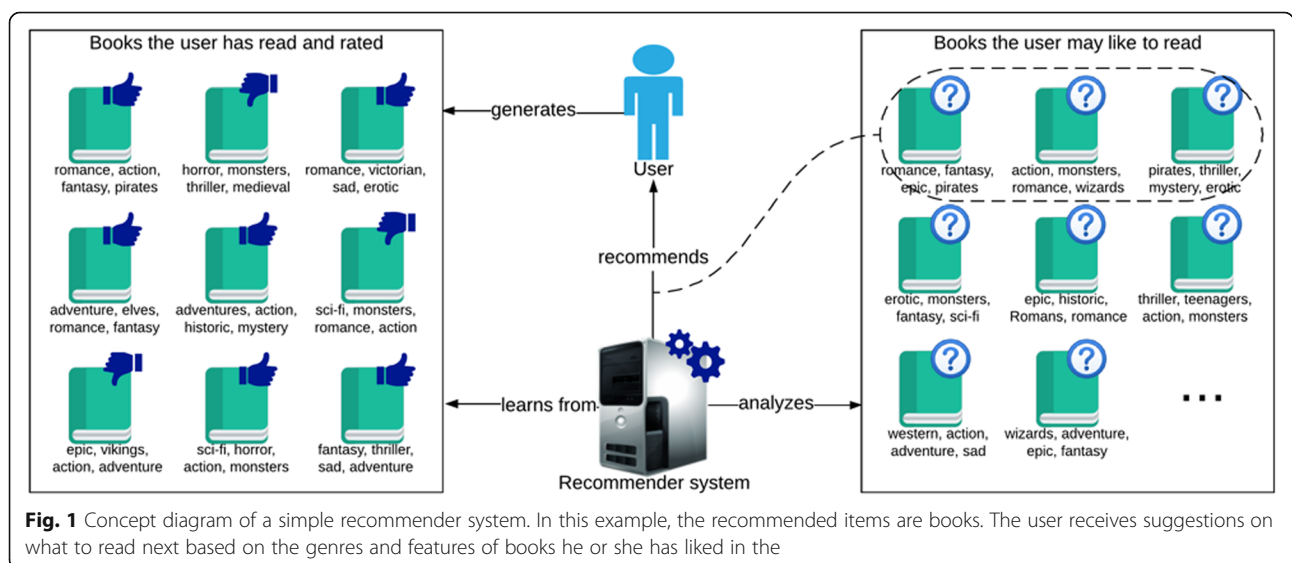 Books the user has read and rated
romance, action,
fantasy, pirates
horror, monsters,
thriller, medieval
romance, victorian,
sad, erotic
adventure, elves,
romance, fantasy
adventures, action,
historic, mystery
sci-fi, monsters,
romance, action
epic, vikings,
action, adventure
sci-fi, horror,
action, monsters
fantasy, thriller,
sad, adventure
generates
User
recommends
learns from
analyzes
Recommender system
Books the user may like to read
?
?
?
romance, fantasy,
epic, pirates
action, monsters,
romance, wizards
pirates, thriller,
mystery, erotic
?
?
?
erotic, monsters,
fantasy, sci-fi
epic, historic,
Romans, romance
thriller, teenagers,
action, monsters
?
?
...
western, action,
adventure, sad
wizards, adventure,
epic, fantasy
Fig. 1 Concept diagram of a simple recommender system. In this example, the recommended items are books. The user receives suggestions on
what to read next based on the genres and features of books he or she has liked in the